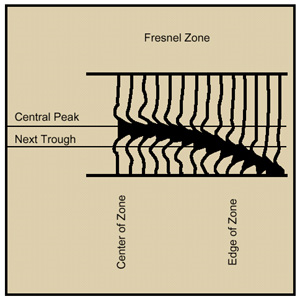 Fresnel Zone
Central Peak
Next Trough
Center of Zone
Edge of Zone